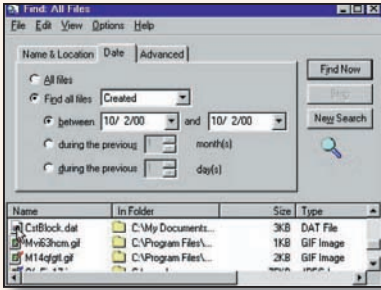 Find: All Files
File Edit View Options Help
Name & Location Date Advanced
All files
Find all files Created
between 10/ 2/00 and 10/ 2/00
during the previous 1 month(s)
during the previous 1 day(s)
Find Now
Stop
New Search
Name In Folder Size Type
CstBlock.dat C:\My Documents... 3KB DAT File
Mvi63hcm.gif C:\Program Files\... 1KB GIF Image
M14qfgtl.gif C:\Program Files\... 2KB GIF Image